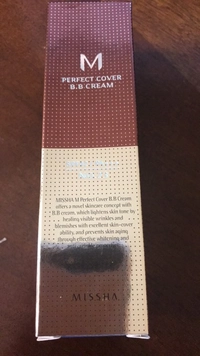 M
PERFECT COVER
B.B CREAM
MISSHA M Perfect Cover B.B Cream
offers a novel skincare concept with
B.B cream, which lightens skin tone by
healing visible wrinkles and
blemishes with excellent skin-cover
ability, and prevents skin aging
through effective whitening and
MISSHA